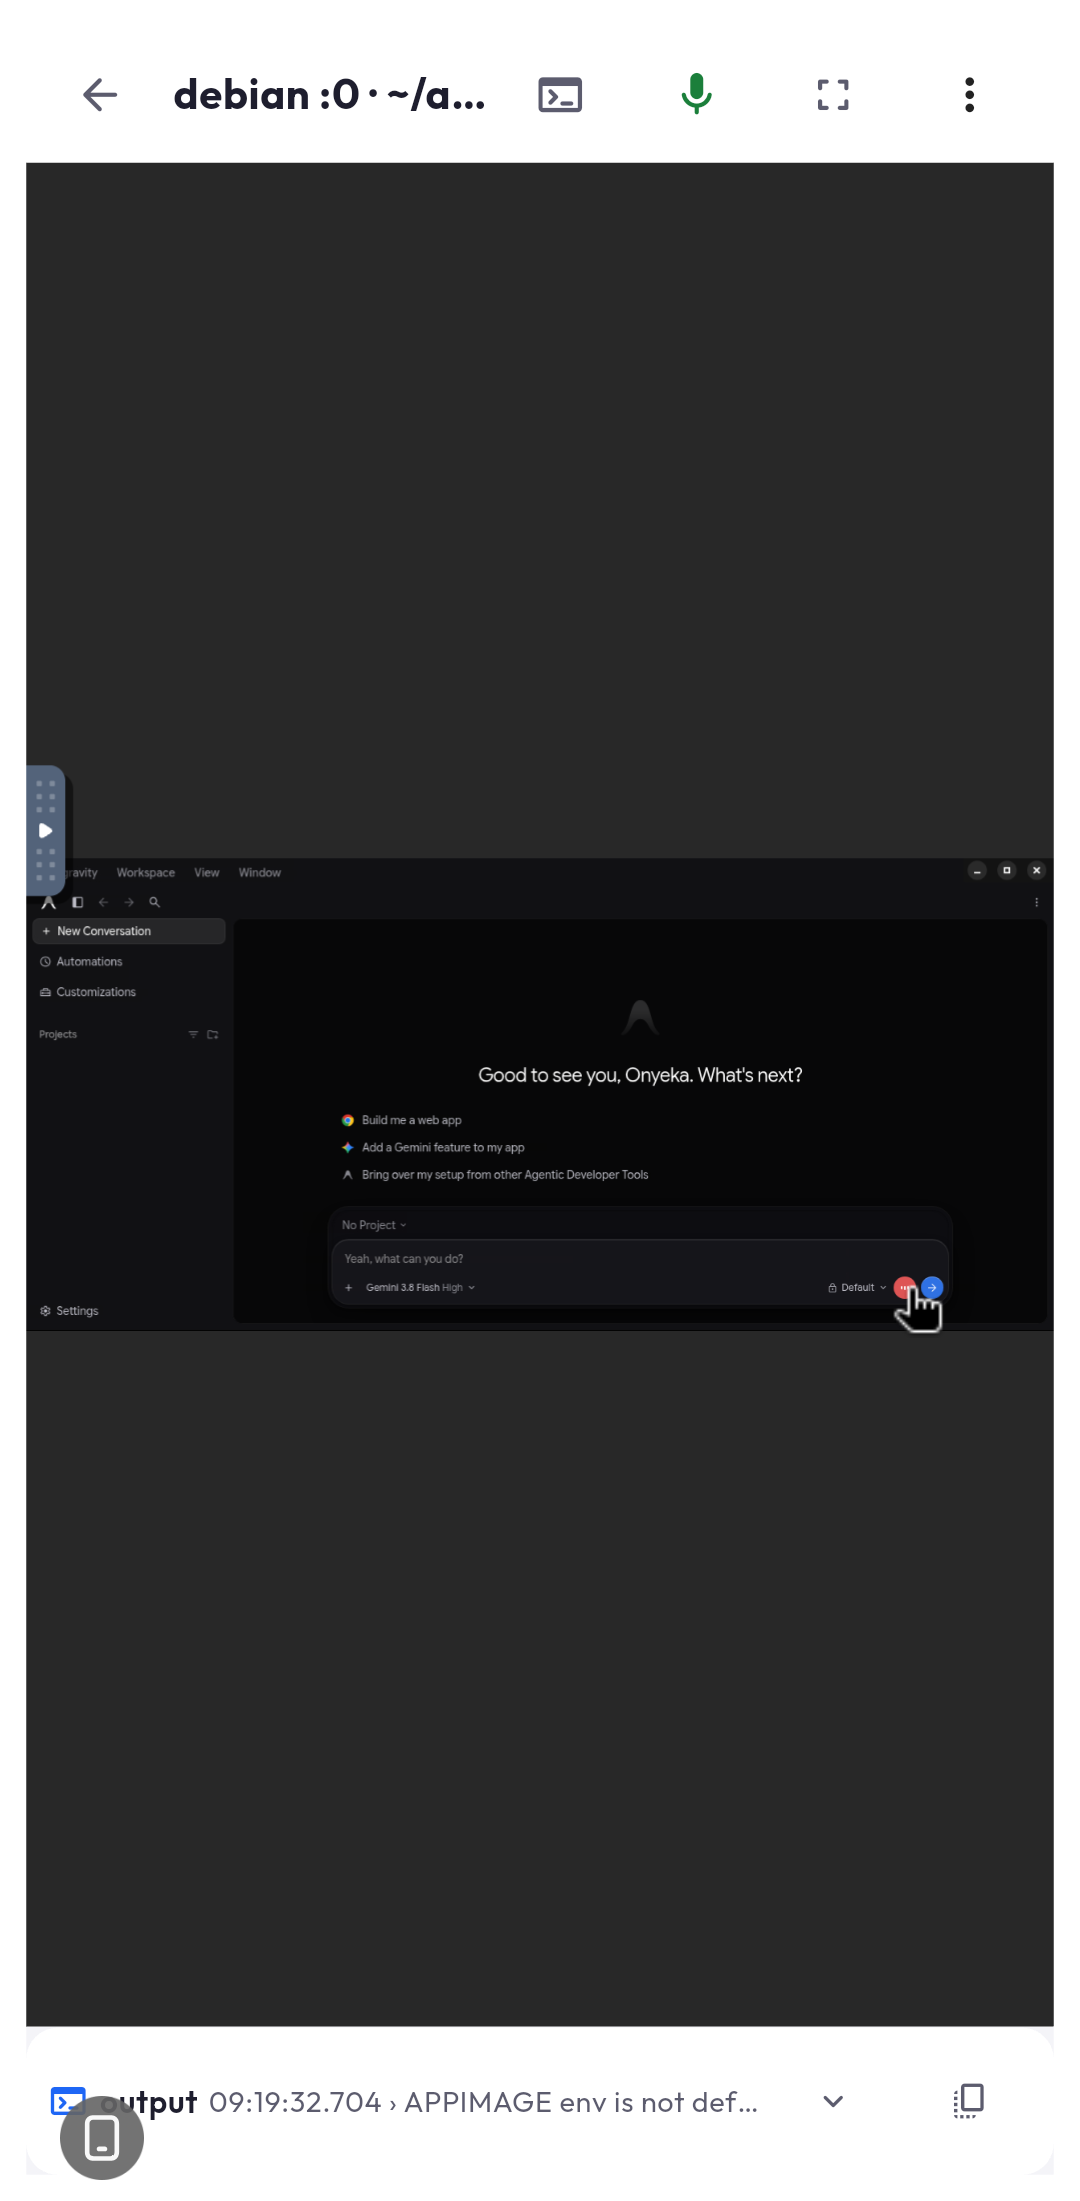 debian :0 · ~/a...
ravity Workspace View Window
New Conversation
Automations
Customizations
Projects
Good to see you, Onyeka. What's next?
Build me a web app
Add a Gemini feature to my app
Bring over my setup from other Agentic Developer Tools
No Project
Yeah, what can you do?
Gemini 3.8 Flash High
Default
Settings
output 09:19:32.704 › APPIMAGE env is not def...